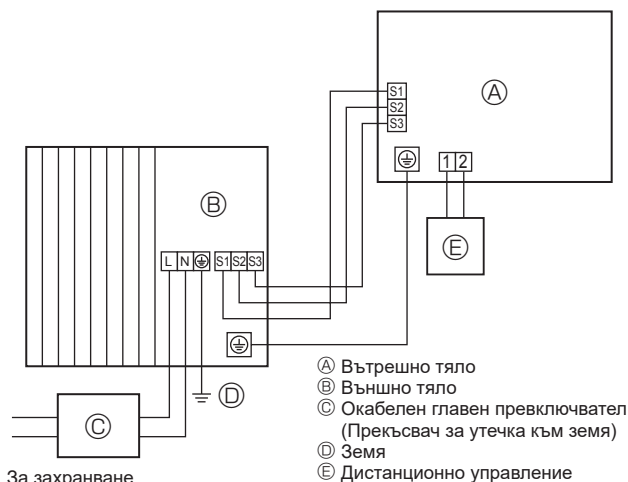 S1
S2
S3
Ⓐ
1 2
Ⓔ
Ⓑ
L N S1 S2 S3
Ⓓ
Ⓒ
За захранване
Ⓐ Вътрешно тяло
Ⓑ Външно тяло
Ⓒ Окабелен главен превключвател
(Прекъсвач за утечка към земя)
Ⓓ Земя
Ⓔ Дистанционно управление